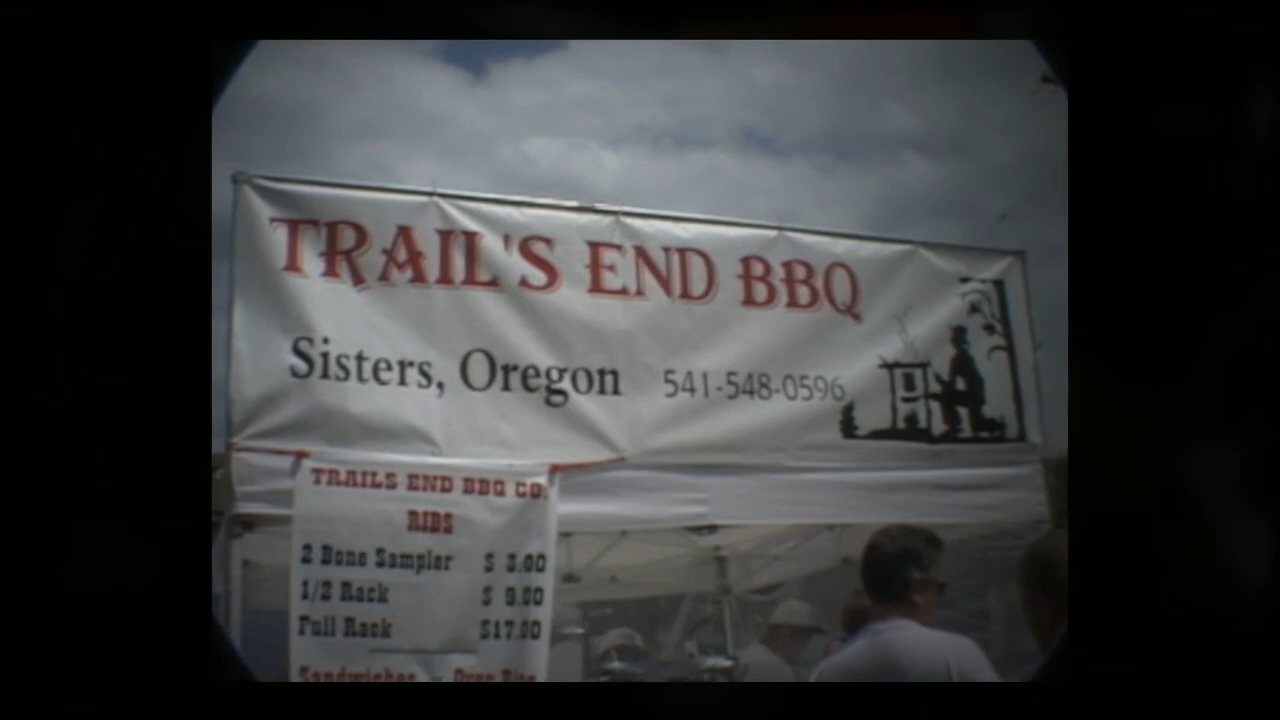 TRAIL'S END BBQ
Sisters, Oregon 541-548-0596
TRAILS END BBQ CO.
RIBS
2 Bone Sampler $ 3.00
1/2 Rack $ 9.00
Full Rack $17.00
Sandwiches